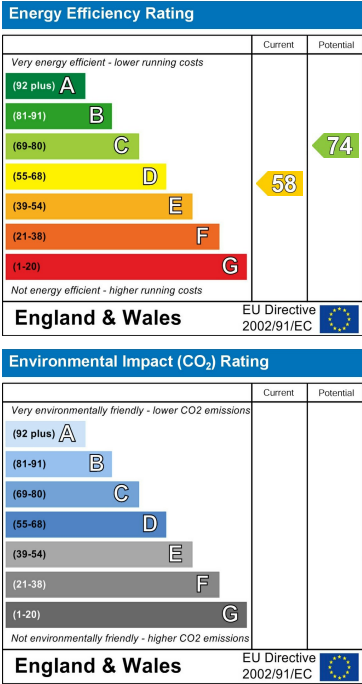 Energy Efficiency Rating
Current Potential
Very energy efficient - lower running costs
(92 plus) A
(81-91) B
(69-80) C
74
(55-68) D
58
(39-54) E
(21-38) F
(1-20) G
Not energy efficient - higher running costs
England & Wales
EU Directive
2002/91/EC
Environmental Impact (CO₂) Rating
Current Potential
Very environmentally friendly - lower CO2 emissions
(92 plus) A
(81-91) B
(69-80) C
(55-68) D
(39-54) E
(21-38) F
(1-20) G
Not environmentally friendly - higher CO2 emissions
England & Wales
EU Directive
2002/91/EC